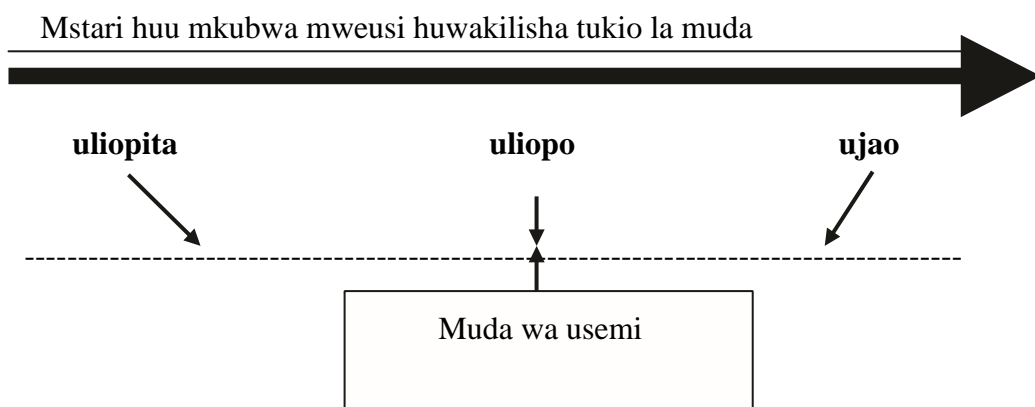 Mstari huu mkubwa mweusi huwakilisha tukio la muda
uliopita uliopo ujao
Muda wa usemi